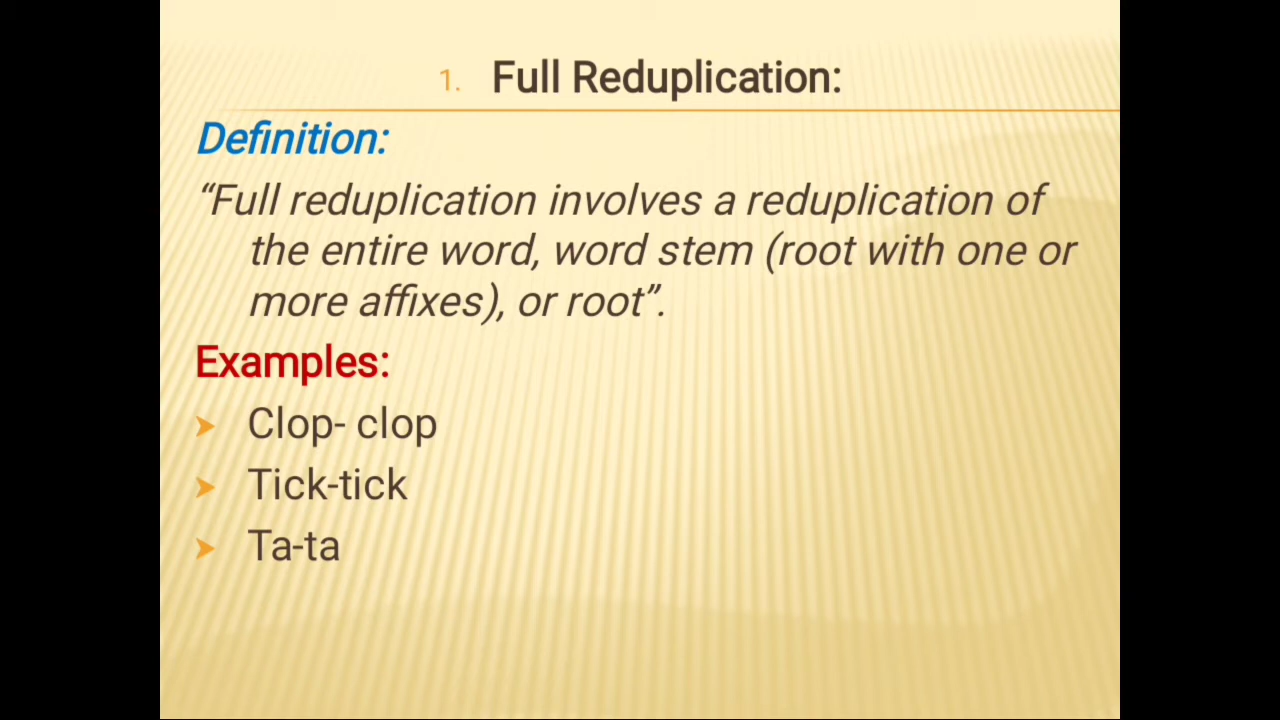 1. Full Reduplication:
Definition:
“Full reduplication involves a reduplication of
the entire word, word stem (root with one or
more affixes), or root”.
Examples:
➤ Clop- clop
➤ Tick-tick
➤ Ta-ta